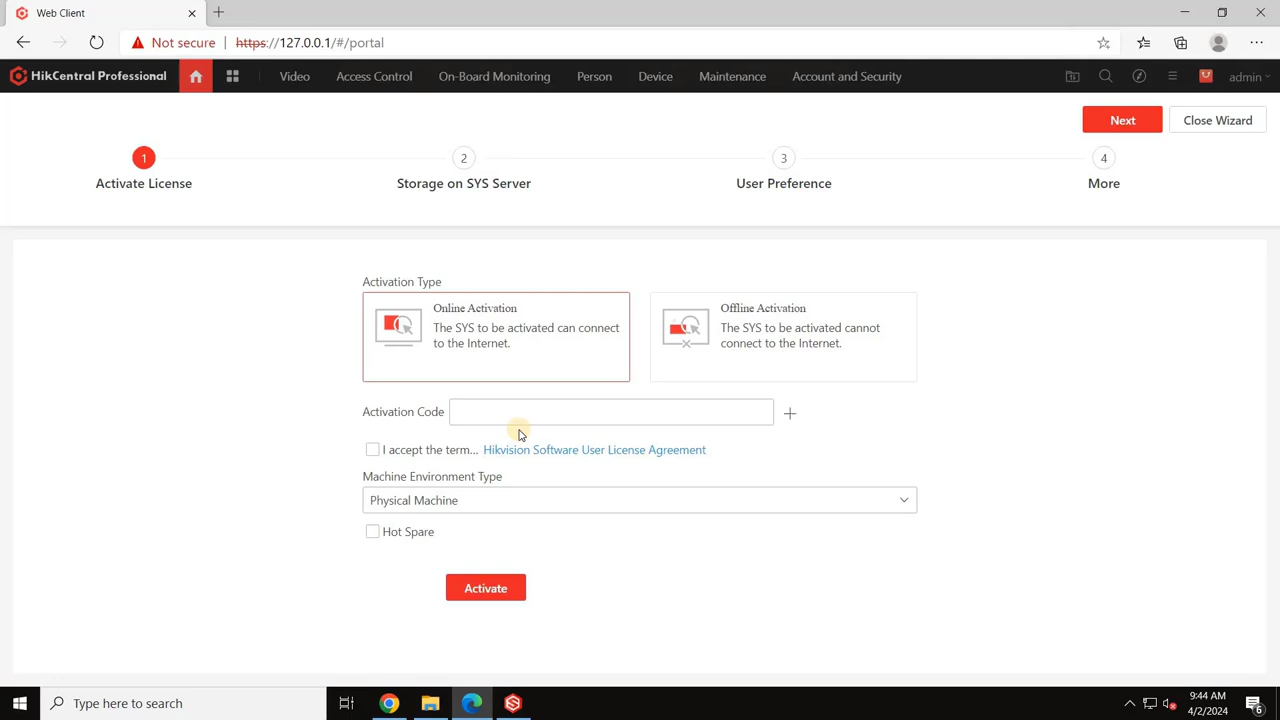 Web Client
Not secure https://127.0.0.1/#/portal
HikCentral Professional Video Access Control On-Board Monitoring Person Device Maintenance Account and Security admin
Next Close Wizard
1 2 3 4
Activate License Storage on SYS Server User Preference More
Activation Type
Online Activation
The SYS to be activated can connect
to the Internet.
Offline Activation
The SYS to be activated cannot
connect to the Internet.
Activation Code
I accept the term... Hikvision Software User License Agreement
Machine Environment Type
Physical Machine
Hot Spare
Activate
Type here to search
9:44 AM
4/2/2024
6